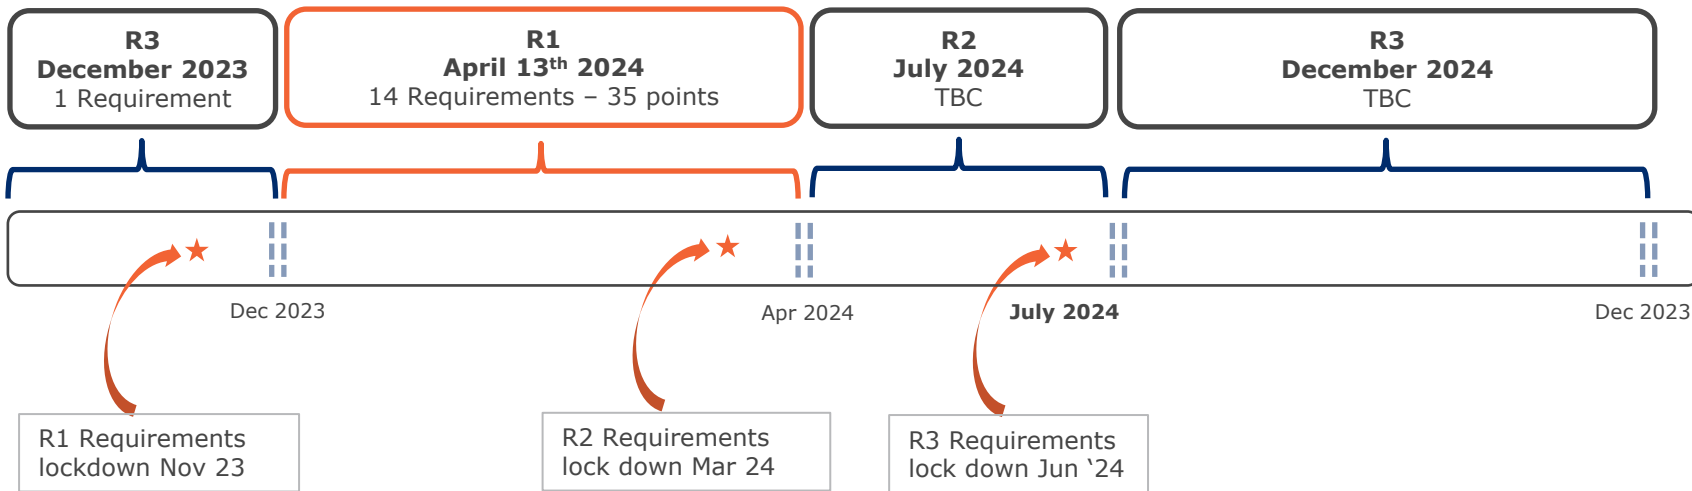 R3
December 2023
1 Requirement
R1
April 13th 2024
14 Requirements – 35 points
R2
July 2024
TBC
R3
December 2024
TBC
Dec 2023
Apr 2024
July 2024
Dec 2023
R1 Requirements
lockdown Nov 23
R2 Requirements
lock down Mar 24
R3 Requirements
lock down Jun ‘24